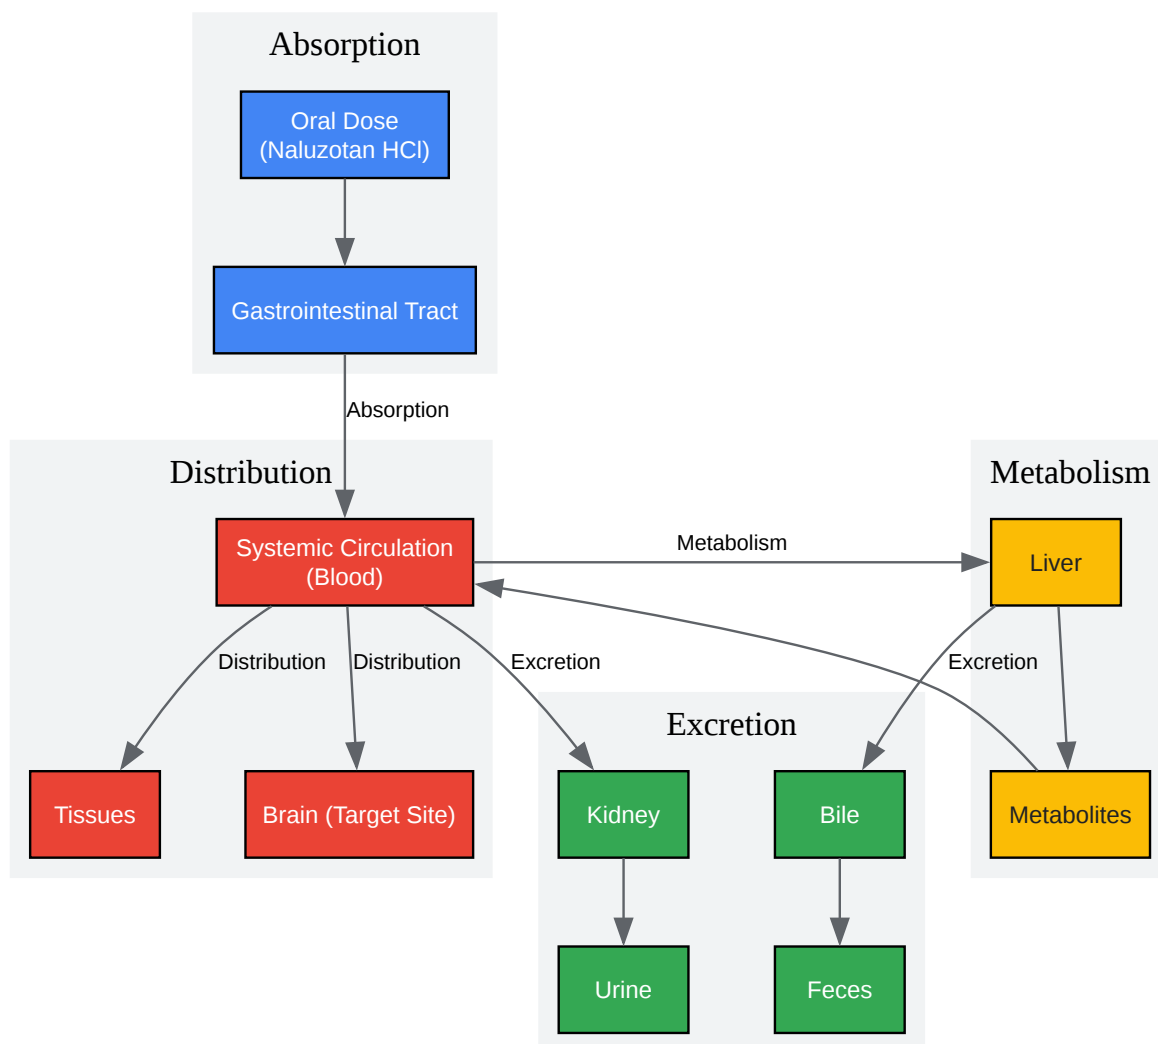 Absorption
Oral Dose
(Naluzotan HCl)
Gastrointestinal Tract
Absorption
Distribution
Metabolism
Systemic Circulation
(Blood)
Metabolism
Liver
Distribution
Distribution
Excretion
Excretion
Excretion
Tissues
Brain (Target Site)
Kidney
Bile
Metabolites
Urine
Feces